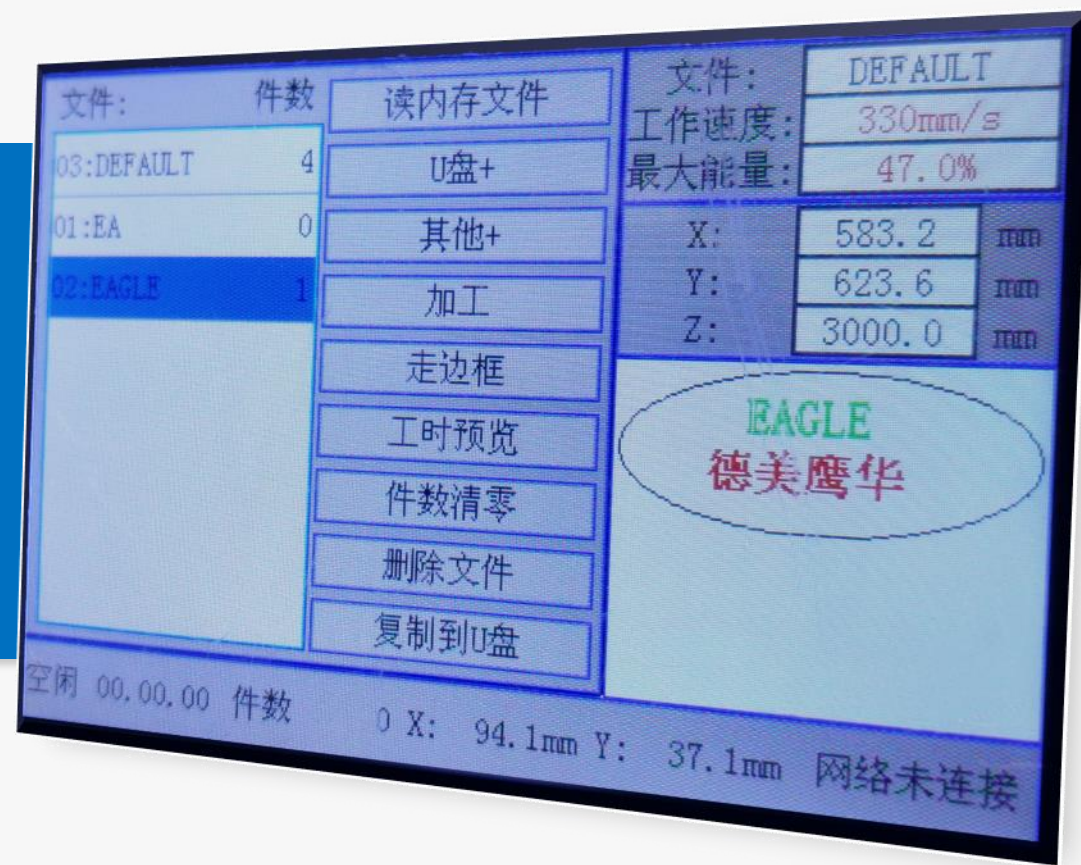 文件: 件数
03:DEFAULT 4
01:EA 0
02:EAGLE 1
读内存文件
U盘+
其他+
加工
走边框
工时预览
件数清零
删除文件
复制到U盘
文件: DEFAULT
工作速度: 330mm/s
最大能量: 47.0%
X: 583.2 mm
Y: 623.6 mm
Z: 3000.0 mm
EAGLE
德美鹰华
空闲 00.00.00 件数 0 X: 94.1mm Y: 37.1mm 网络未连接